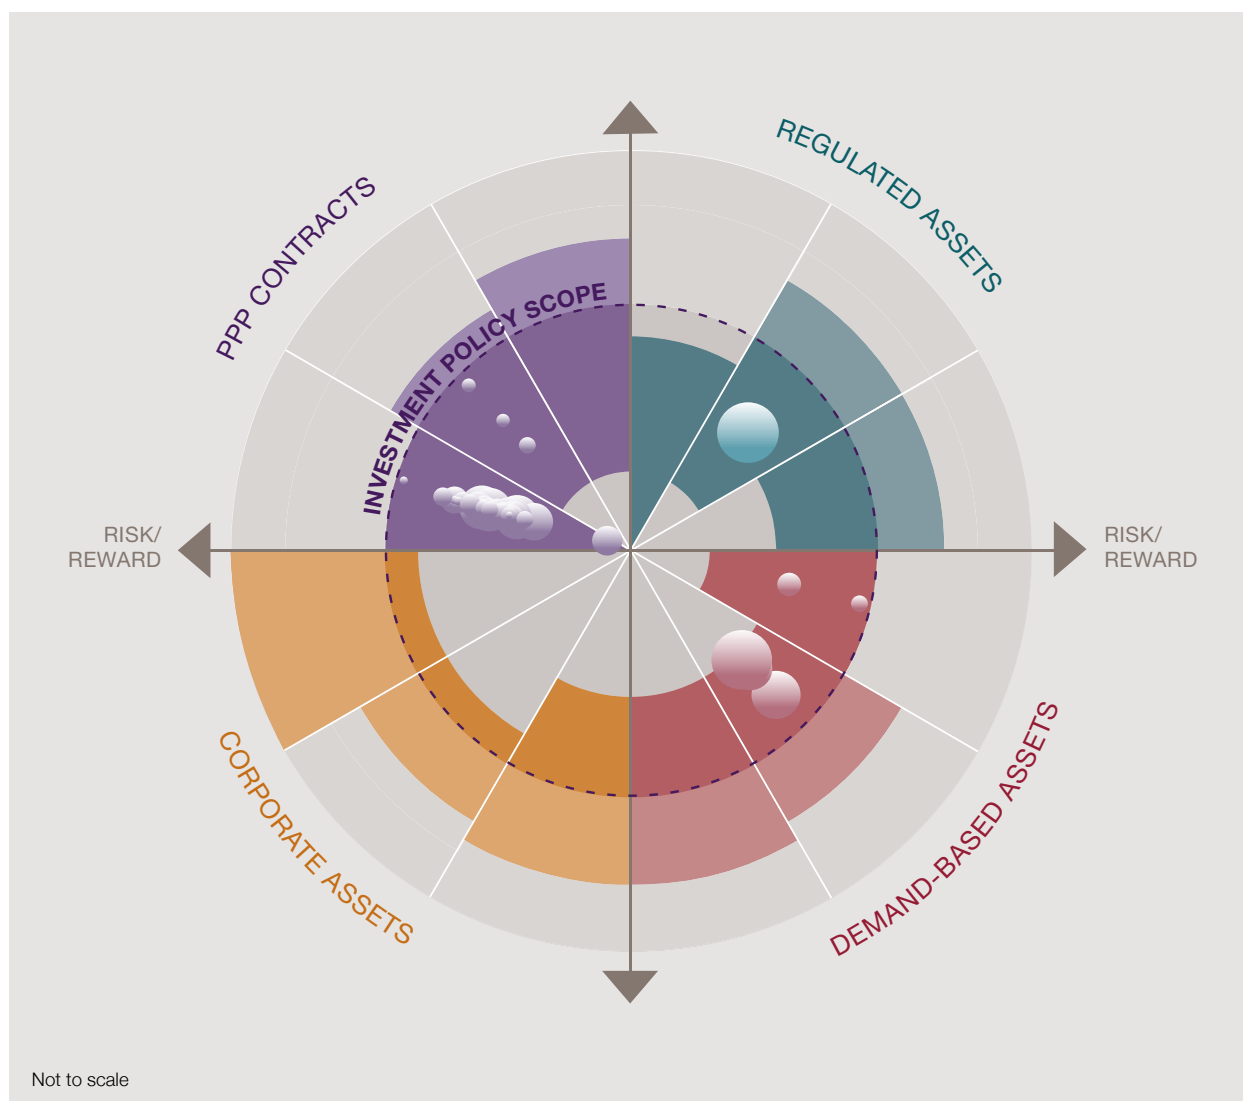 REGULATED ASSETS
PPP CONTRACTS
INVESTMENT POLICY SCOPE
RISK/
REWARD
RISK/
REWARD
CORPORATE ASSETS
DEMAND-BASED ASSETS
Not to scale